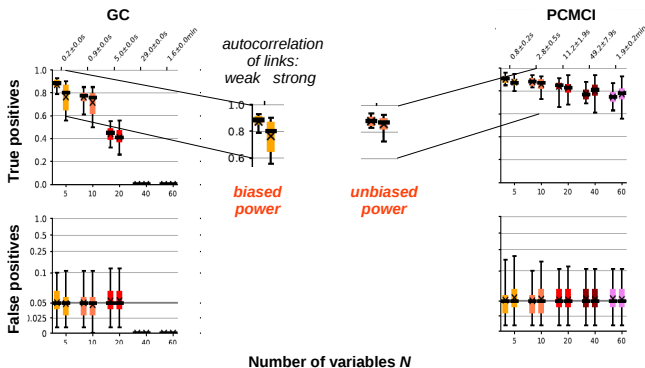 GC
PCMCI
0.2±0.0s
0.9±0.0s
5.0±0.0s
29.0±0.0s
1.6±0.0min
0.8±0.2s
2.8±0.5s
11.2±1.9s
49.2±7.9s
1.9±0.2min
autocorrelation
of links:
weak strong
True positives
1.0
0.8
0.6
0.4
0.2
0.0
5 10 20 40 60
1.0
0.8
0.6
biased
power
unbiased
power
5 10 20 40 60
False positives
1.0
0.5
0.25
0.1
0.05
0.025
0
5 10 20 40 60
5 10 20 40 60
Number of variables N